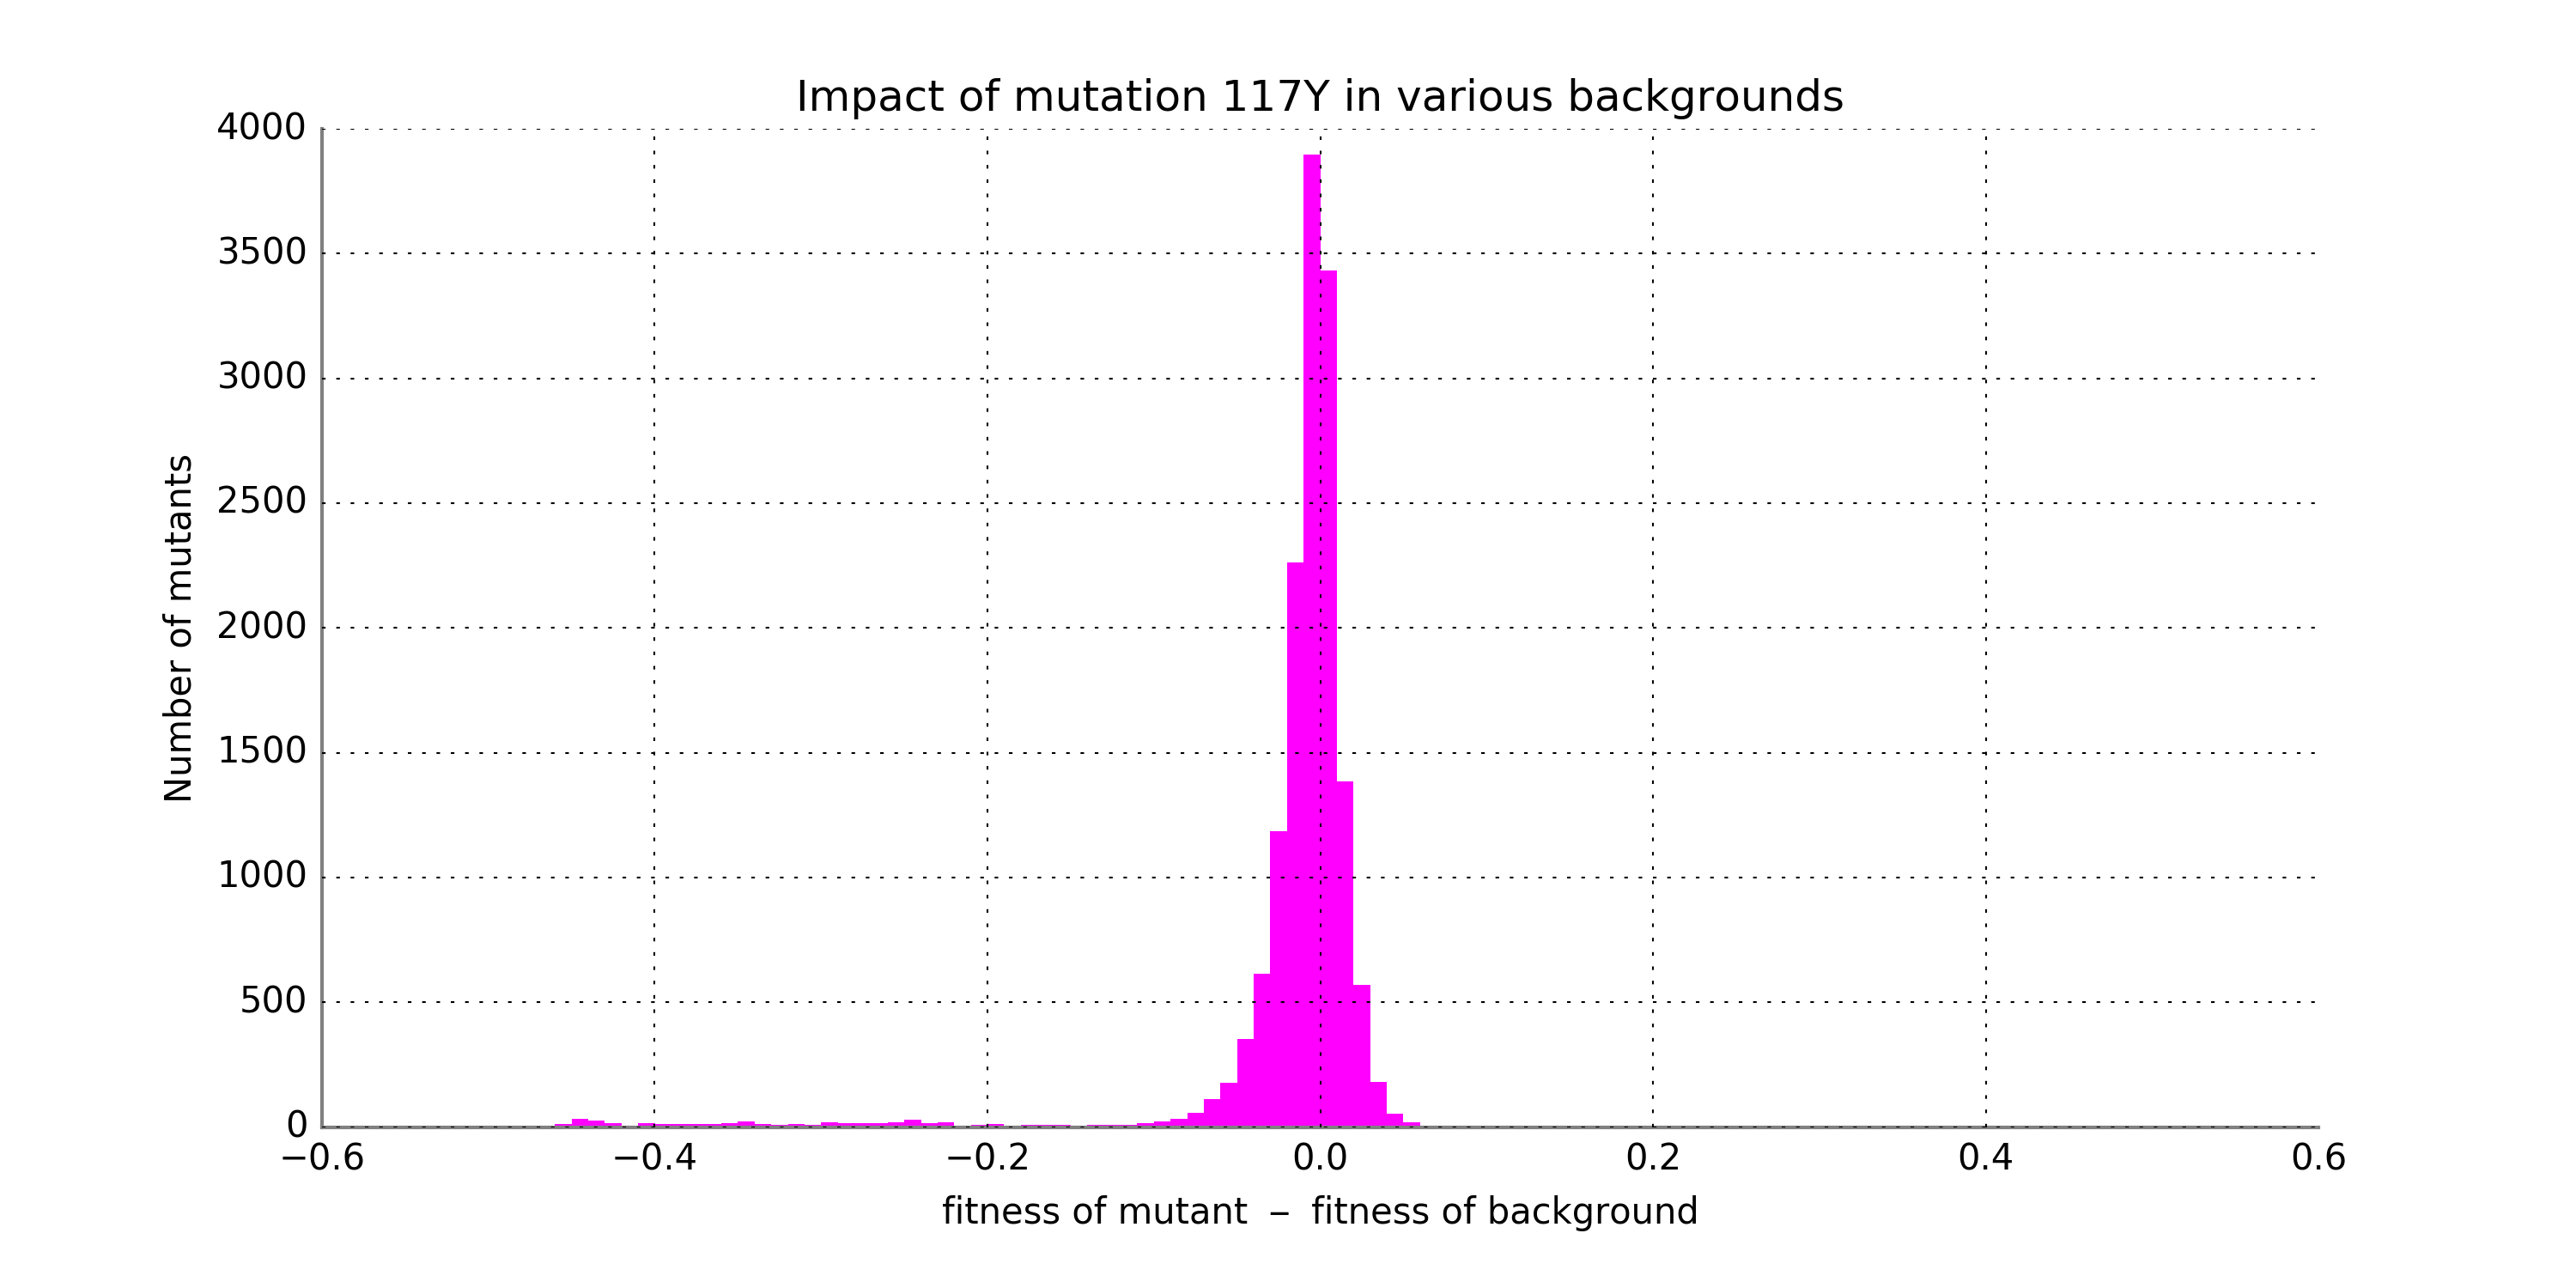 Impact of mutation 117Y in various backgrounds
4000
3500
3000
2500
2000
1500
1000
500
0
Number of mutants
−0.6 −0.4 −0.2 0.0 0.2 0.4 0.6
fitness of mutant − fitness of background